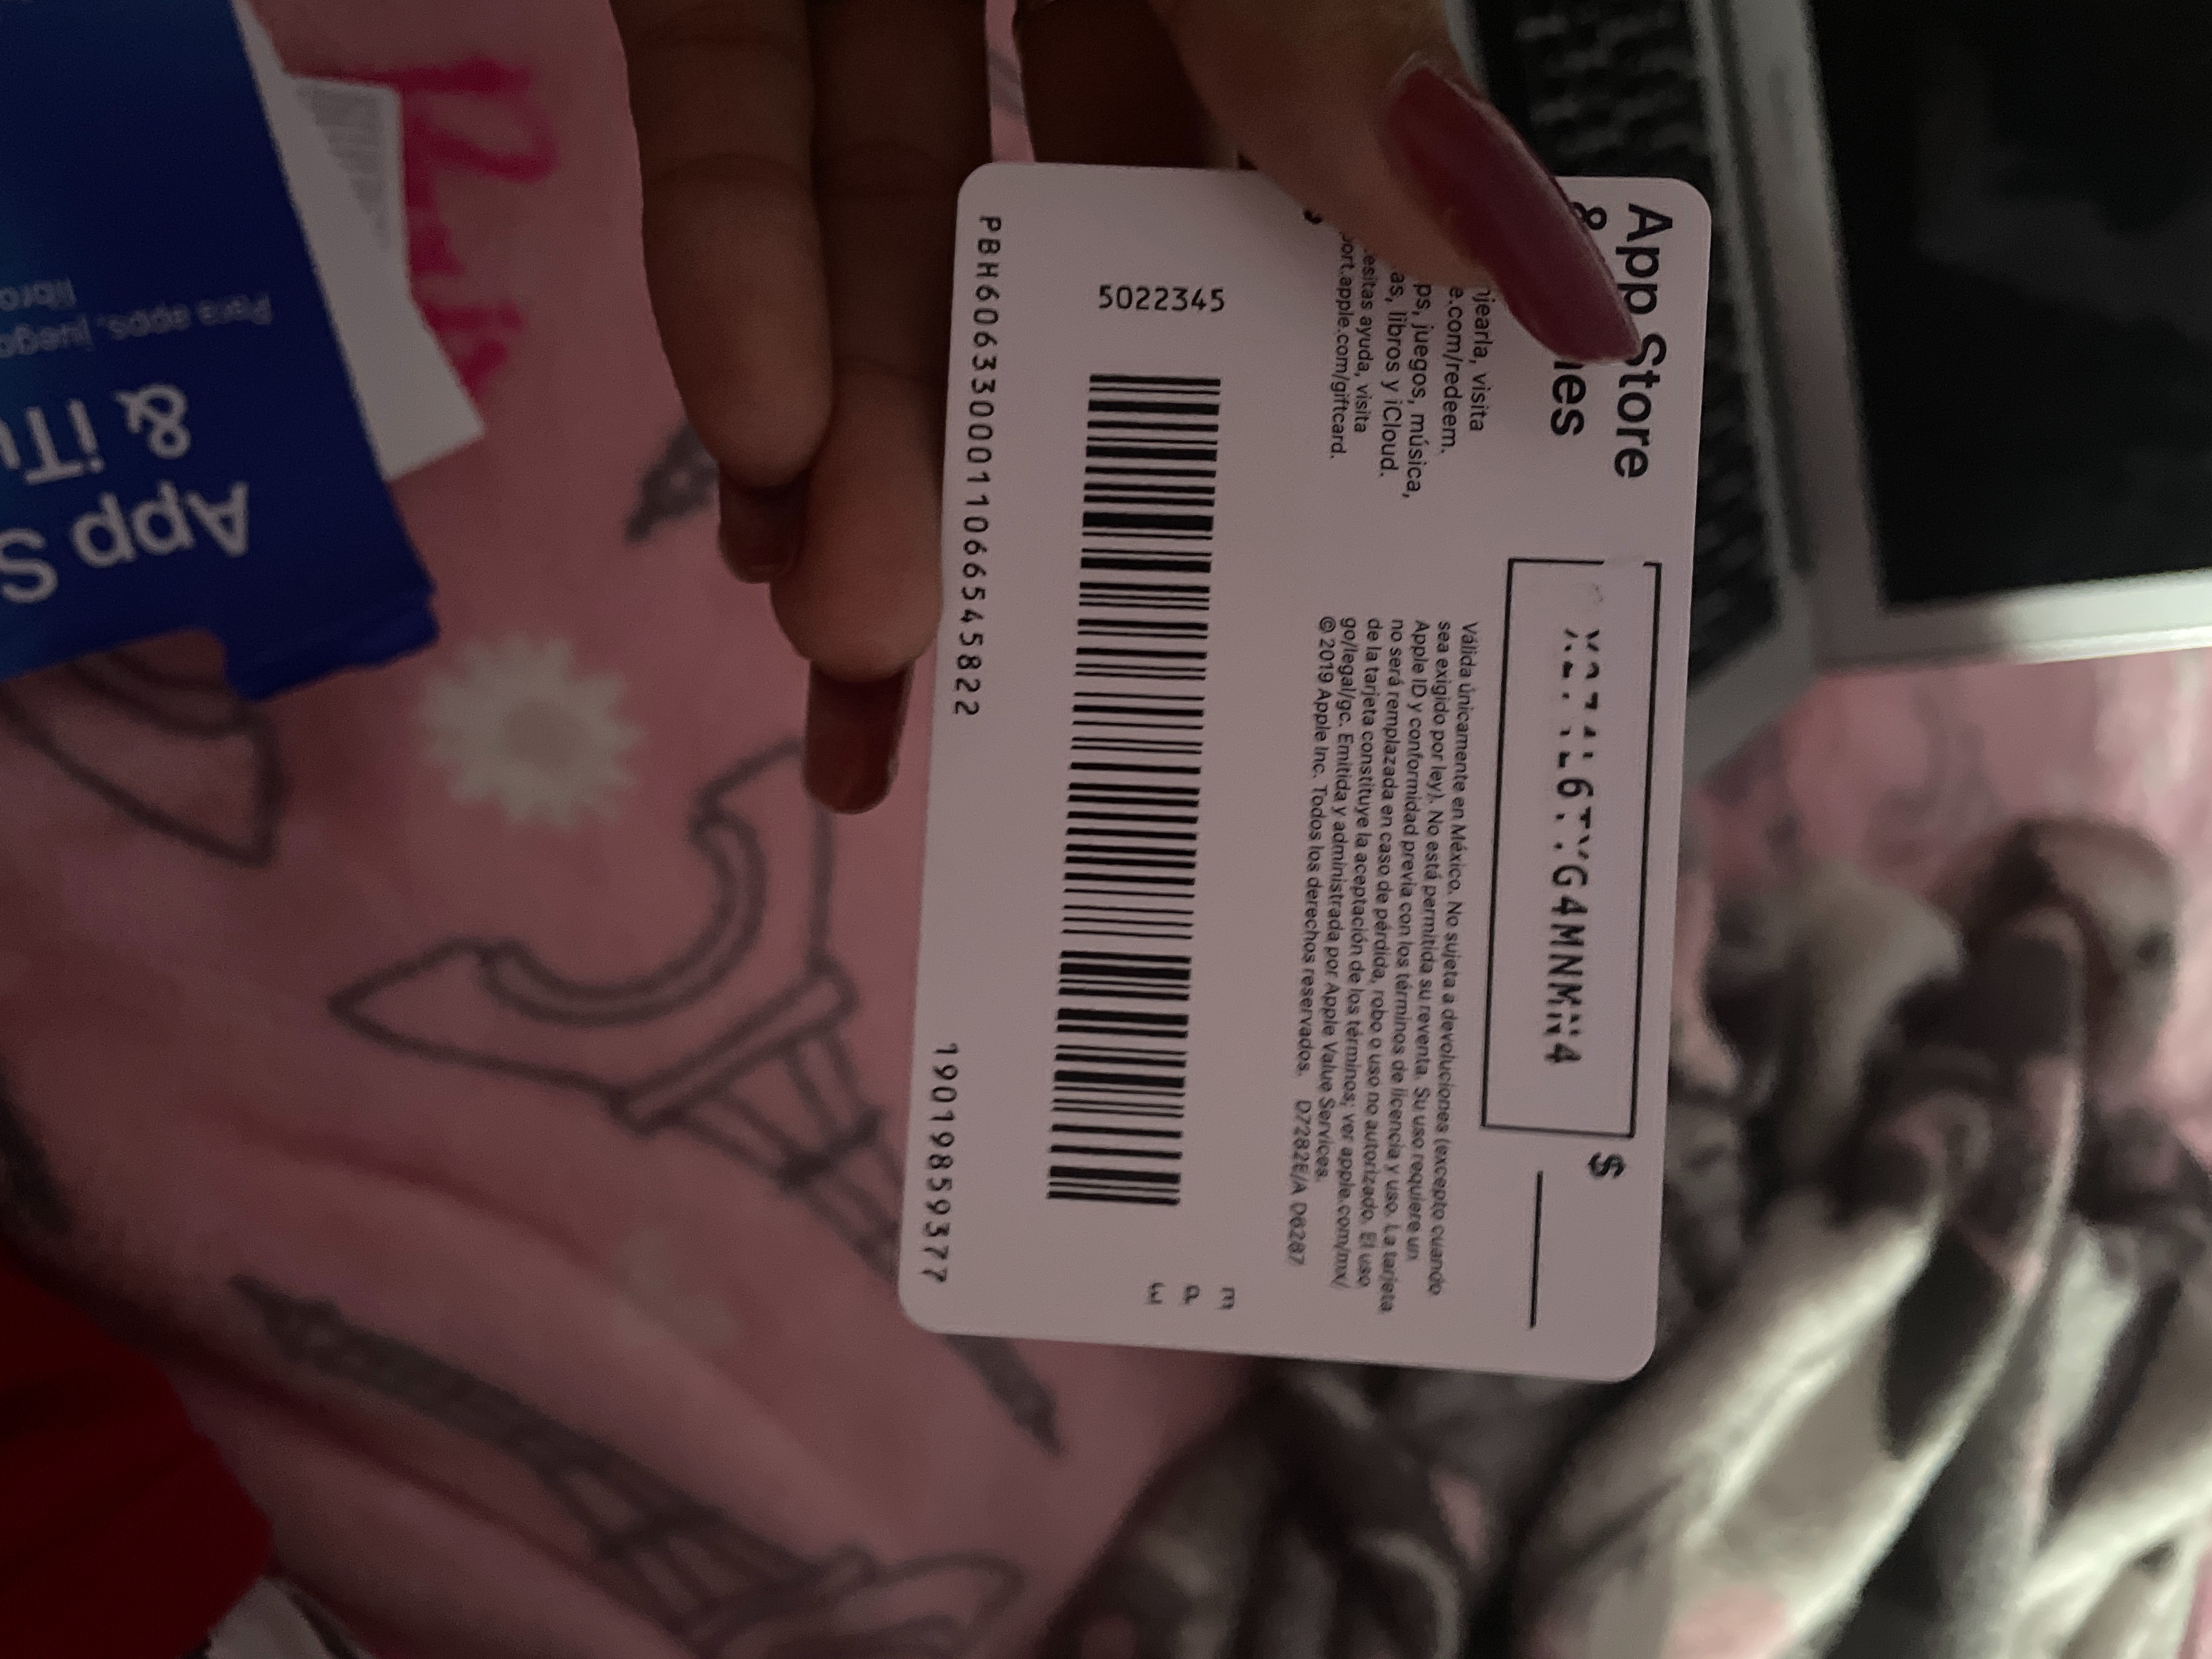 App Store
njearla, visita
e.com/redeem.
ps, juegos, música,
as, libros y iCloud.
esitas ayuda, visita
port.apple.com/giftcard.
$
Válida únicamente en México. No sujeta a devoluciones (excepto cuando
sea exigido por ley). No está permitida su reventa. Su uso requiere un
Apple ID y conformidad previa con los términos de licencia y uso. La tarjeta
no será remplazada en caso de pérdida, robo o uso no autorizado. El uso
de la tarjeta constituye la aceptación de los términos; ver apple.com/mx/
go/legal/gc. Emitida y administrada por Apple Value Services.
© 2019 Apple Inc. Todos los derechos reservados. D7282E/A D6287
5022345
PBH6063300011066545822
19019859377
App S
& iTu
Para apps, juego
libro